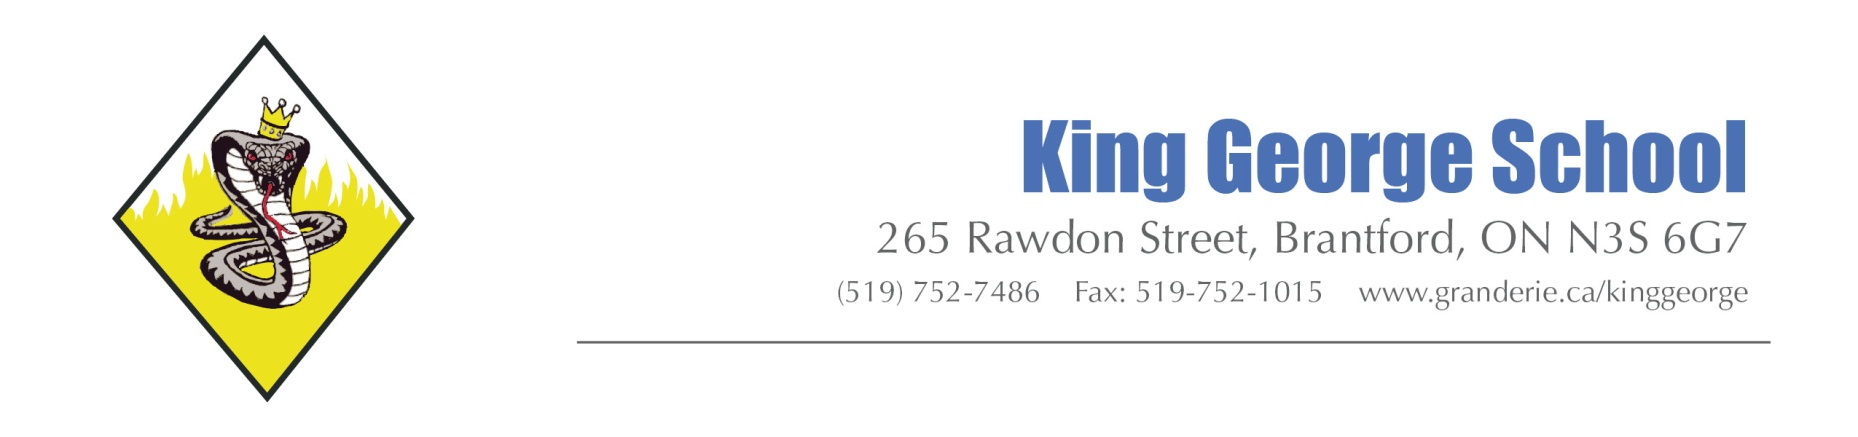 King George School
265 Rawdon Street, Brantford, ON N3S 6G7
(519) 752-7486 Fax: 519-752-1015 www.granderie.ca/kinggeorge